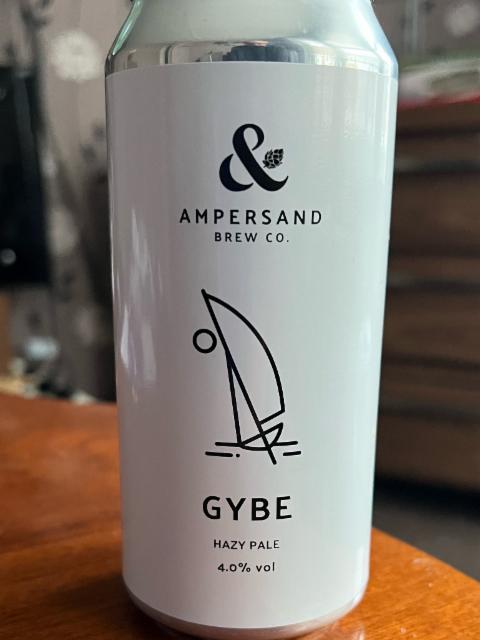 &
AMPERSAND
BREW CO.
GYBE
HAZY PALE
4.0% vol